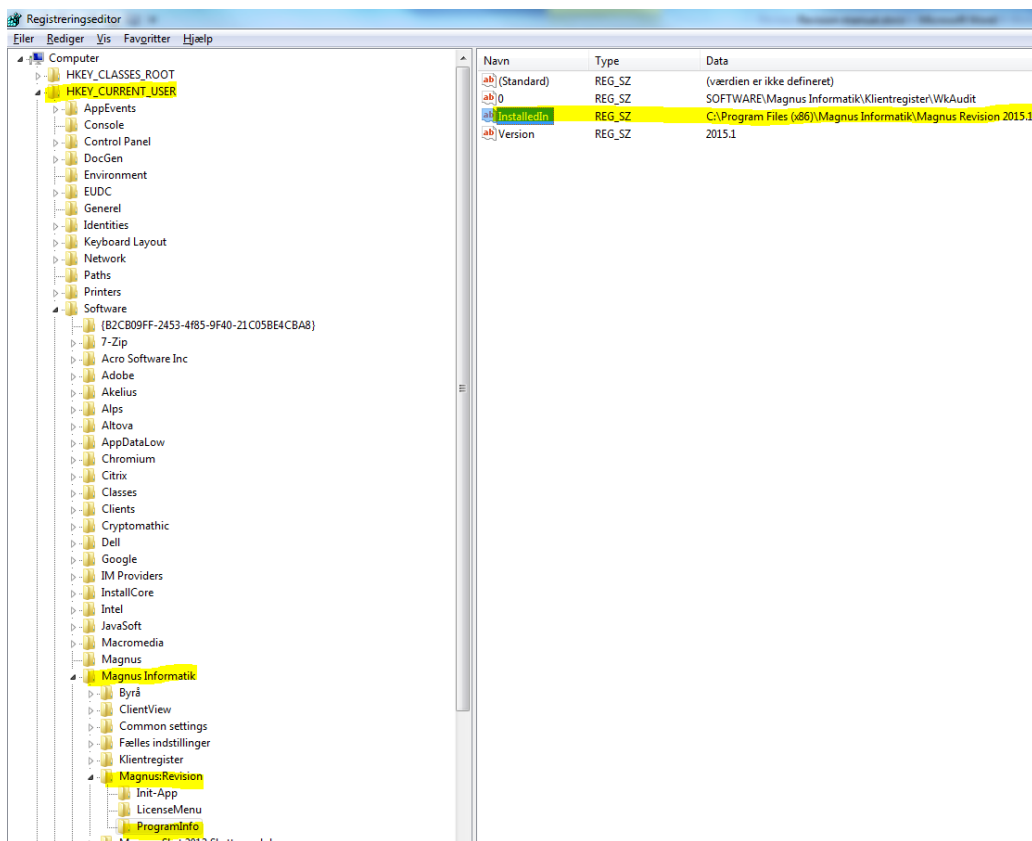 Registreringseditor
Filer Rediger Vis Favoritter Hjælp
Computer
HKEY_CLASSES_ROOT
HKEY_CURRENT_USER
AppEvents
Console
Control Panel
DocGen
Environment
EUDC
Generel
Identities
Keyboard Layout
Network
Paths
Printers
Software
{B2CB09FF-2453-4f85-9F40-21C05BE4CBA8}
7-Zip
Acro Software Inc
Adobe
Akelius
Alps
Altova
AppDataLow
Chromium
Citrix
Classes
Clients
Cryptomathic
Dell
Google
IM Providers
InstallCore
Intel
JavaSoft
Macromedia
Magnus
Magnus Informatik
Byrå
ClientView
Common settings
Fælles indstillinger
Klientregister
Magnus:Revision
Init-App
LicenseMenu
ProgramInfo
Navn Type Data
(Standard) REG_SZ (værdien er ikke defineret)
0 REG_SZ SOFTWARE\Magnus Informatik\Klientregister\WkAudit
InstalledIn REG_SZ C:\Program Files (x86)\Magnus Informatik\Magnus Revision 2015.1
Version REG_SZ 2015.1